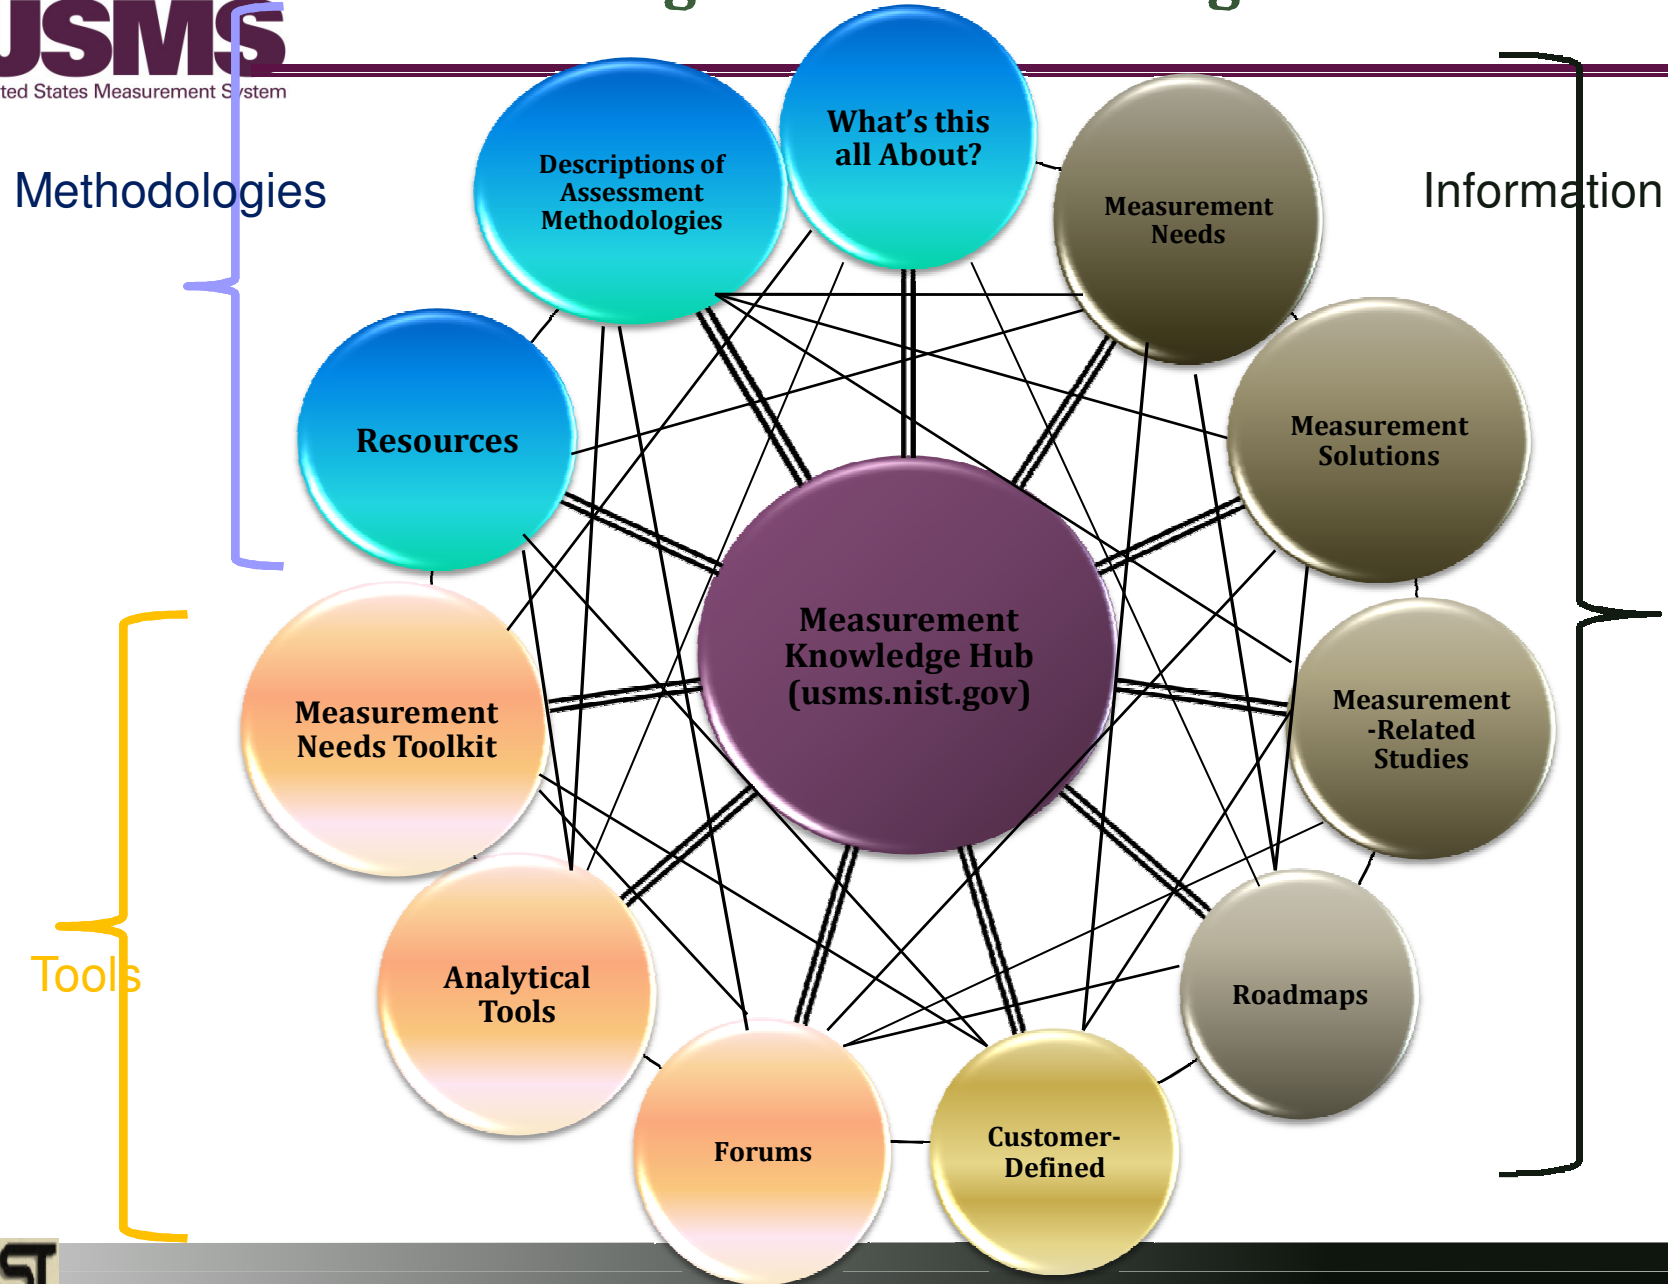 USMS
ted States Measurement System
Methodologies
Information
Tools
What's this
all About?
Descriptions of
Assessment
Methodologies
Measurement
Needs
Resources
Measurement
Solutions
Measurement
Knowledge Hub
(usms.nist.gov)
Measurement
Needs Toolkit
Measurement
-Related
Studies
Analytical
Tools
Roadmaps
Forums
Customer-
Defined
ST